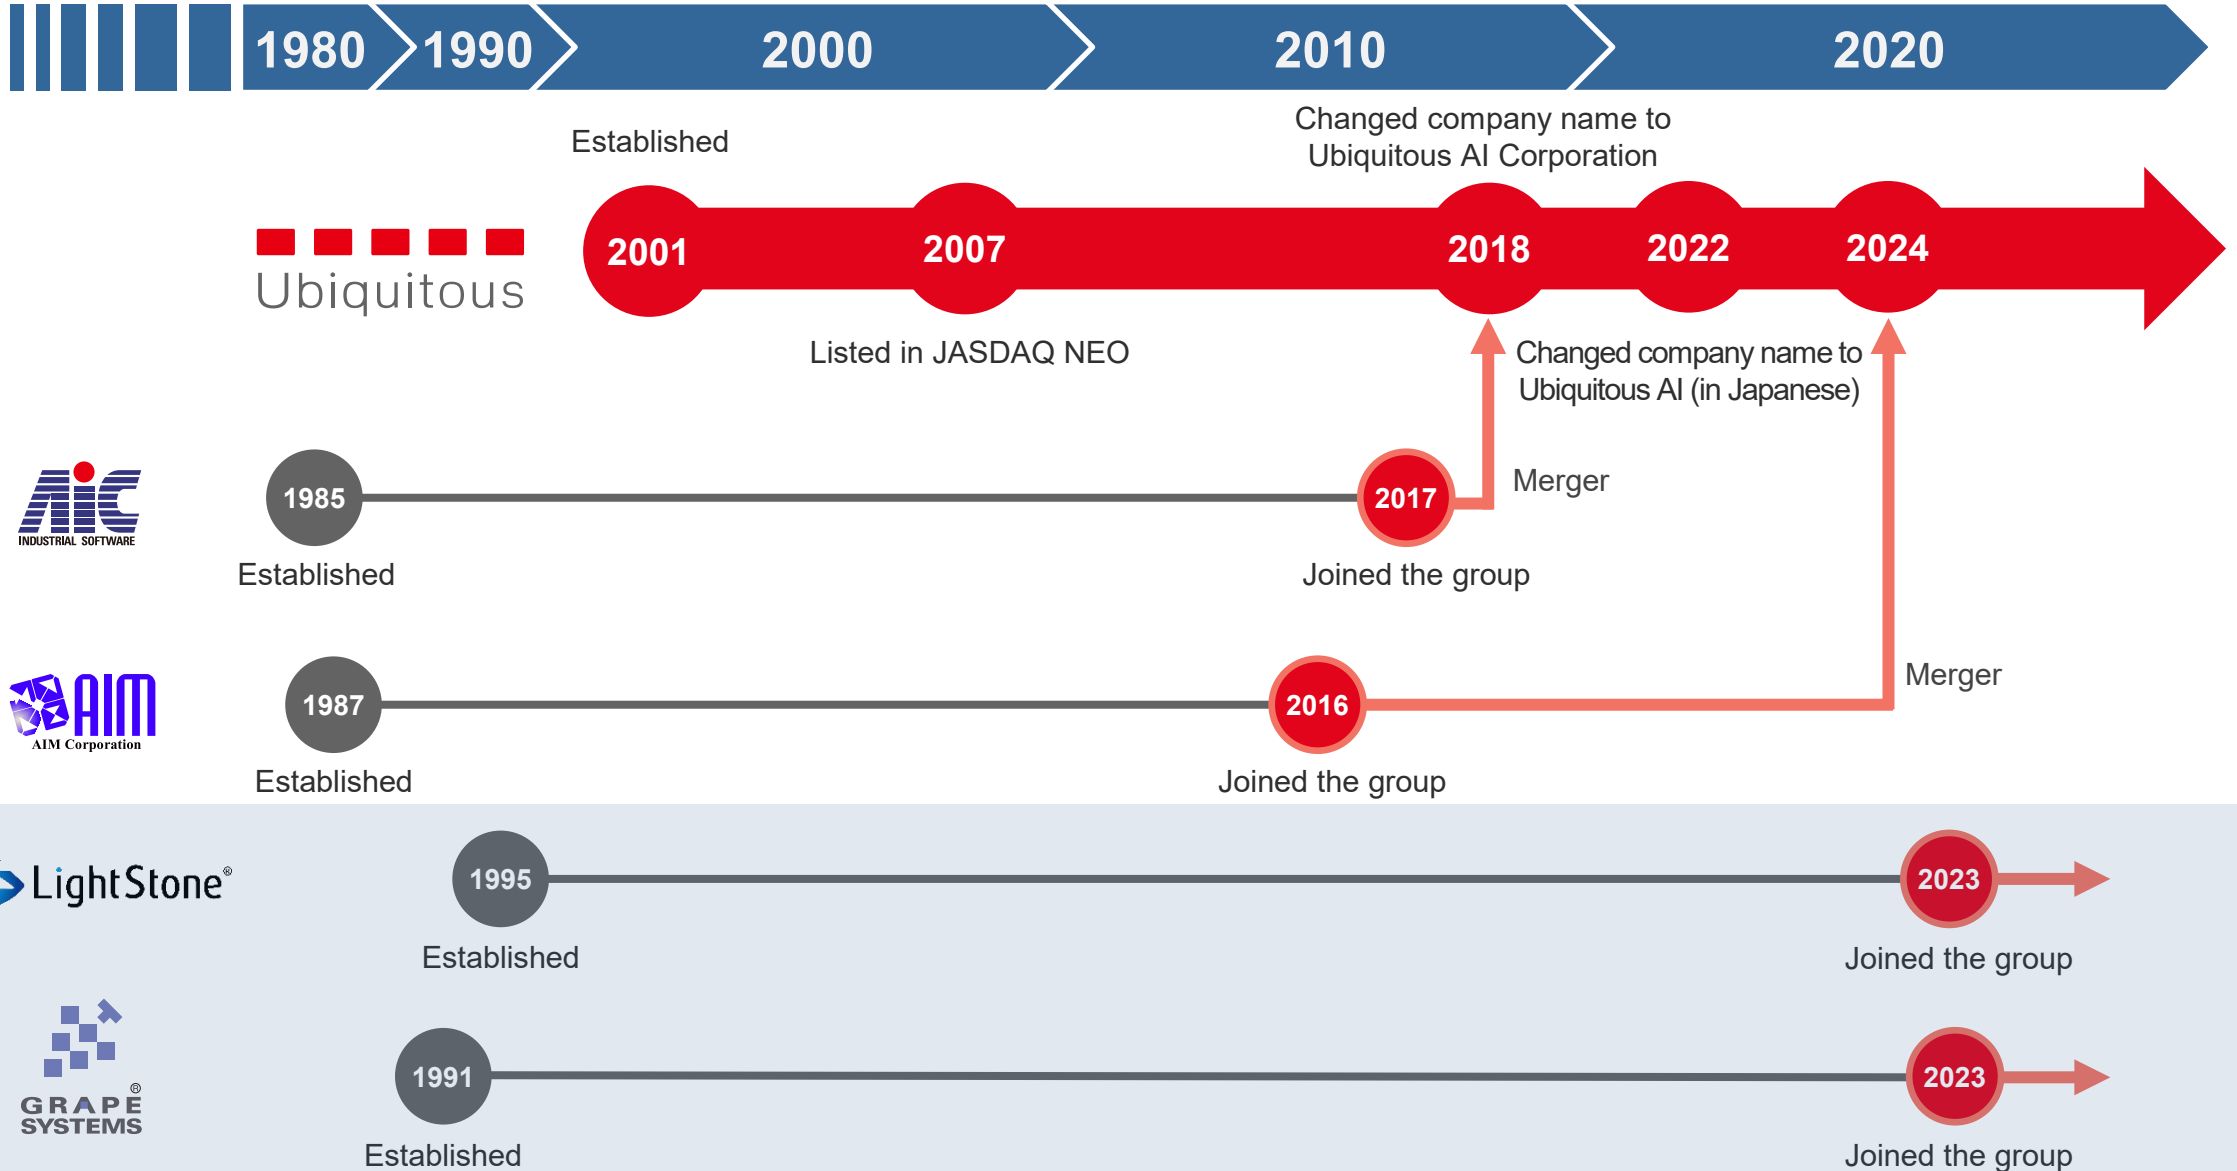 1980 1990 2000 2010 2020
Established
Changed company name to
Ubiquitous AI Corporation
Ubiquitous
2001 2007 2018 2022 2024
Listed in JASDAQ NEO
Changed company name to
Ubiquitous AI (in Japanese)
AIC
INDUSTRIAL SOFTWARE
1985 2017
Merger
Established
Joined the group
AIM
AIM Corporation
1987 2016
Merger
Established
Joined the group
LightStone®
1995 2023
Established
Joined the group
GRAPE®
SYSTEMS
1991 2023
Established
Joined the group